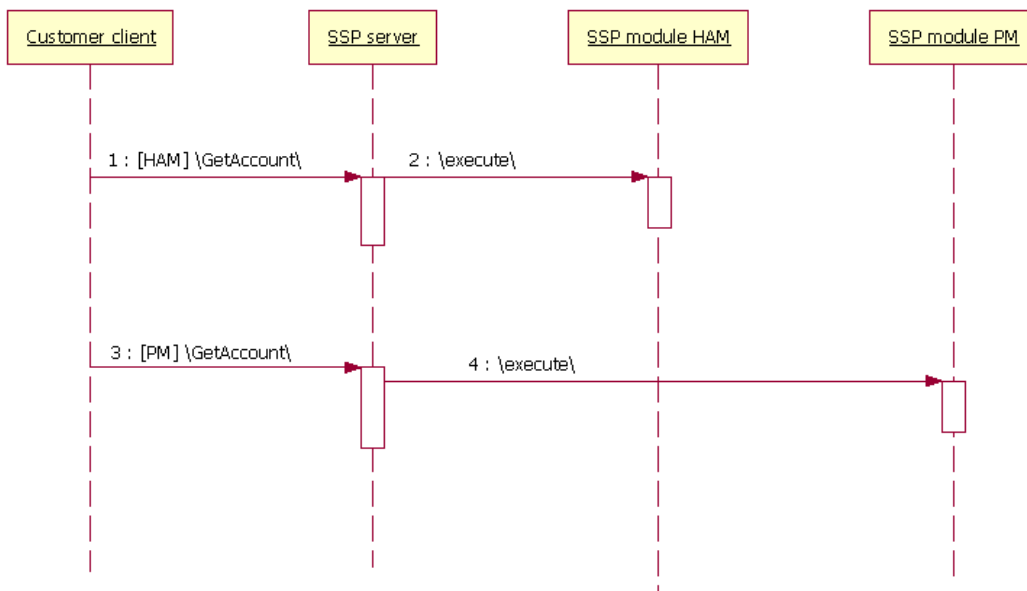 Customer client
SSP server
SSP module HAM
SSP module PM
1 : [HAM] \GetAccount\
2 : \execute\
3 : [PM] \GetAccount\
4 : \execute\